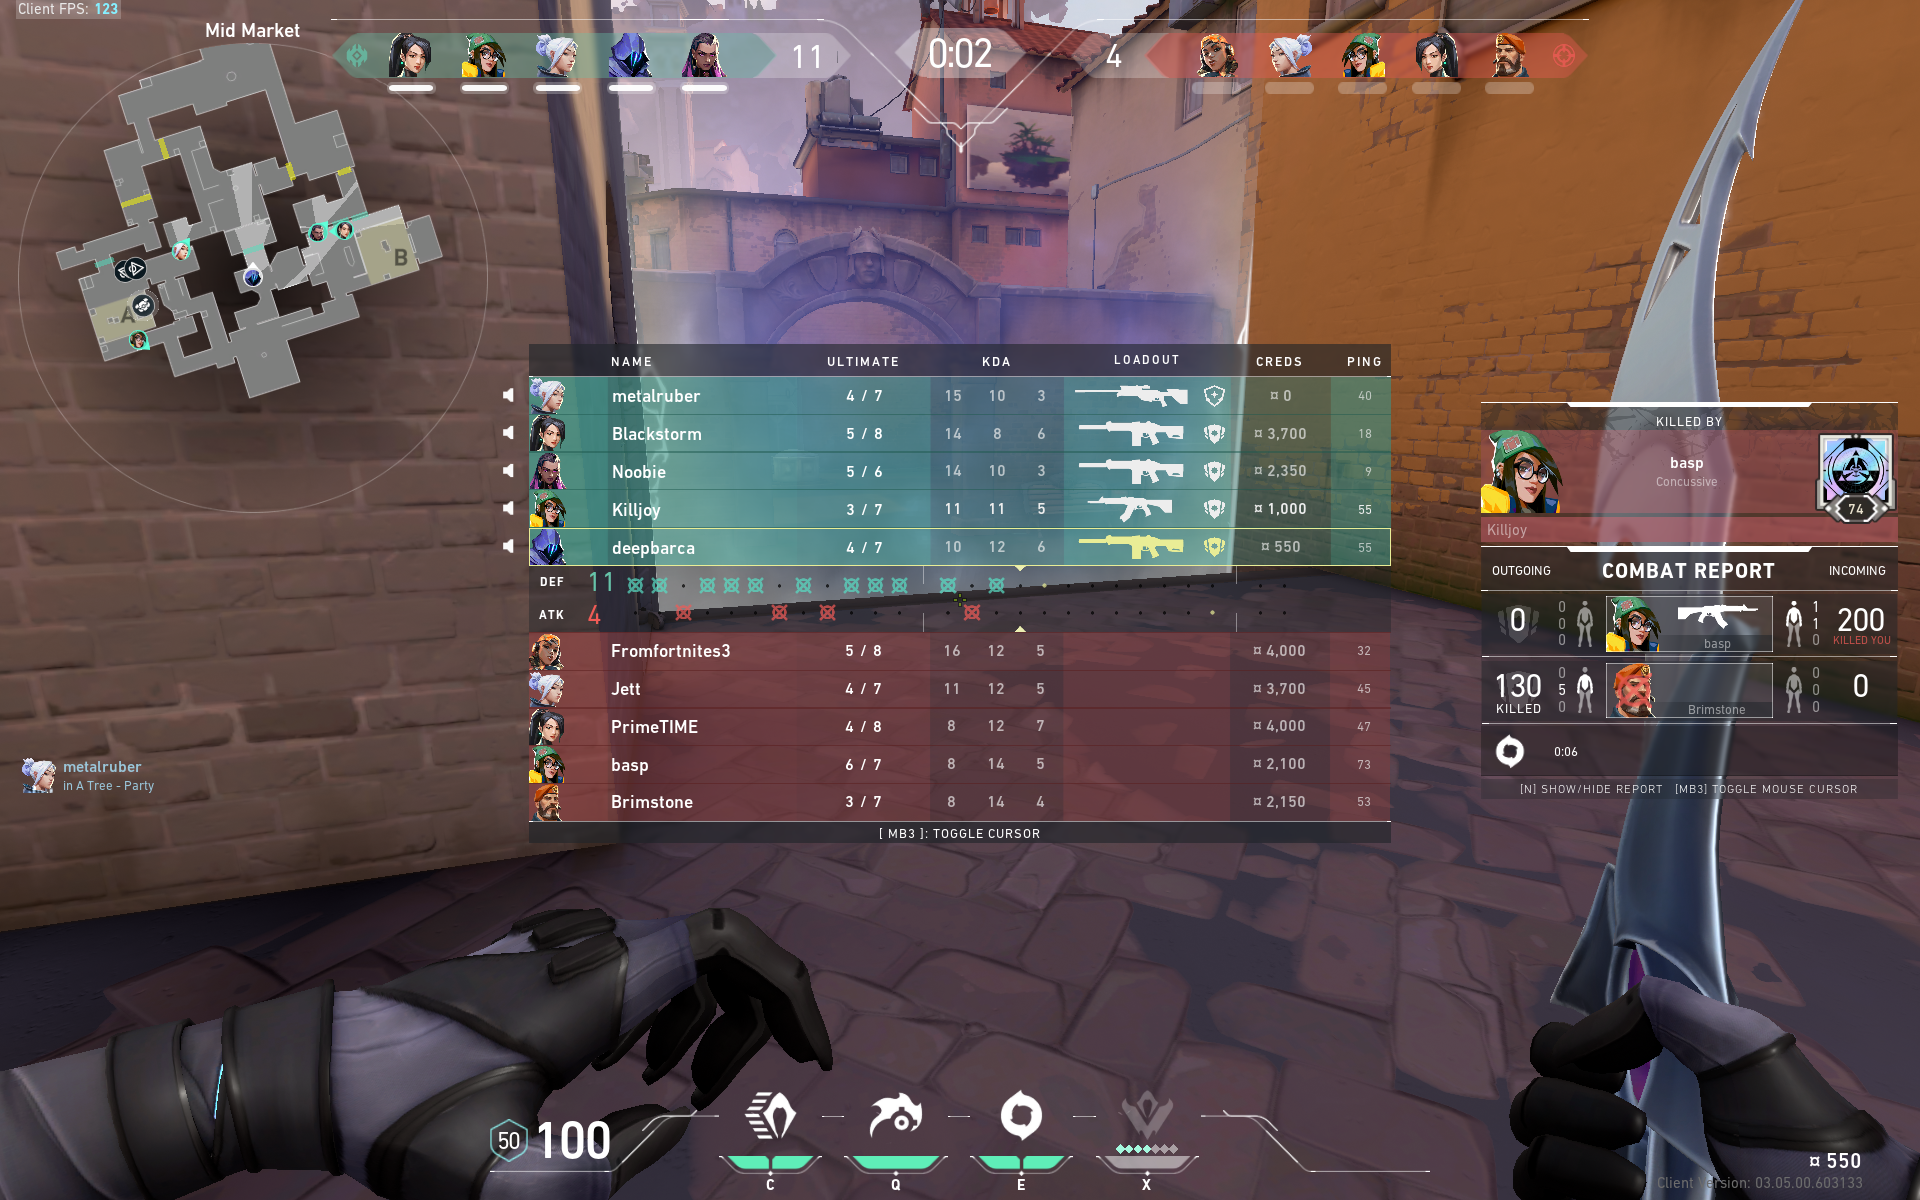 Client FPS: 123
Mid Market
11
0:02
4
A
B
NAME ULTIMATE KDA LOADOUT CREDS PING
metalruber 4 / 7 15 10 3 ¤ 0 40
Blackstorm 5 / 8 14 8 6 ¤ 3,700 18
Noobie 5 / 6 14 10 3 ¤ 2,350 9
Killjoy 3 / 7 11 11 5 ¤ 1,000 55
deepbarca 4 / 7 10 12 6 ¤ 550 55
DEF 11
ATK 4
Fromfortnites3 5 / 8 16 12 5 ¤ 4,000 32
Jett 4 / 7 11 12 5 ¤ 3,700 45
PrimeTIME 4 / 8 8 12 7 ¤ 4,000 47
basp 6 / 7 8 14 5 ¤ 2,100 73
Brimstone 3 / 7 8 14 4 ¤ 2,150 53
[ MB3 ]: TOGGLE CURSOR
KILLED BY
basp
Concussive
74
Killjoy
OUTGOING COMBAT REPORT INCOMING
0 0 0 0 basp 1 1 0 200 KILLED YOU
130 KILLED 0 5 0 Brimstone 0 0 0 0
0:06
[N] SHOW/HIDE REPORT [MB3] TOGGLE MOUSE CURSOR
metalruber
in A Tree - Party
50 100
C
Q
E
X
¤ 550
Client Version: 03.05.00.603133